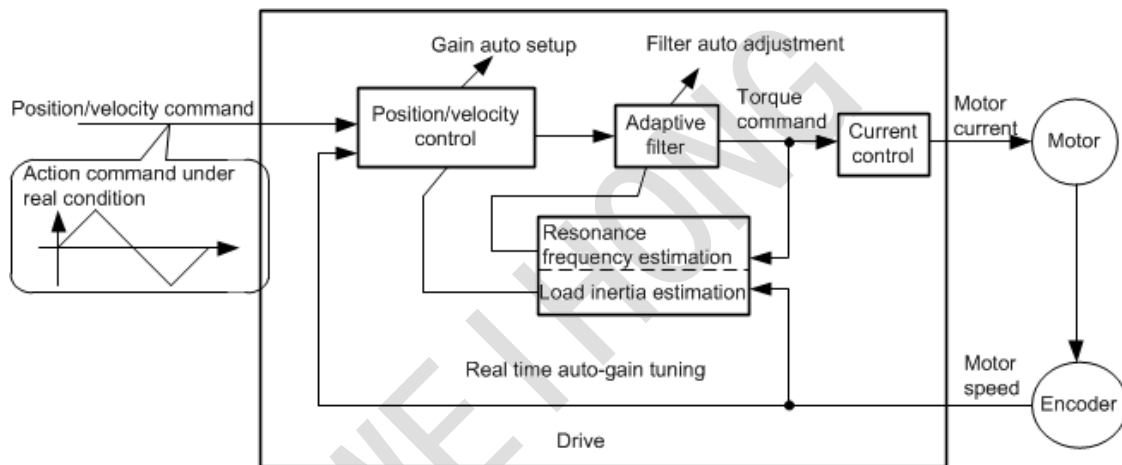 Gain auto setup
Filter auto adjustment
Position/velocity command
Position/velocity
control
Adaptive
filter
Torque
command
Current
control
Motor
current
Motor
Action command under
real condition
Resonance
frequency estimation
Load inertia estimation
Real time auto-gain tuning
Motor
speed
Encoder
Drive
WEIHONG